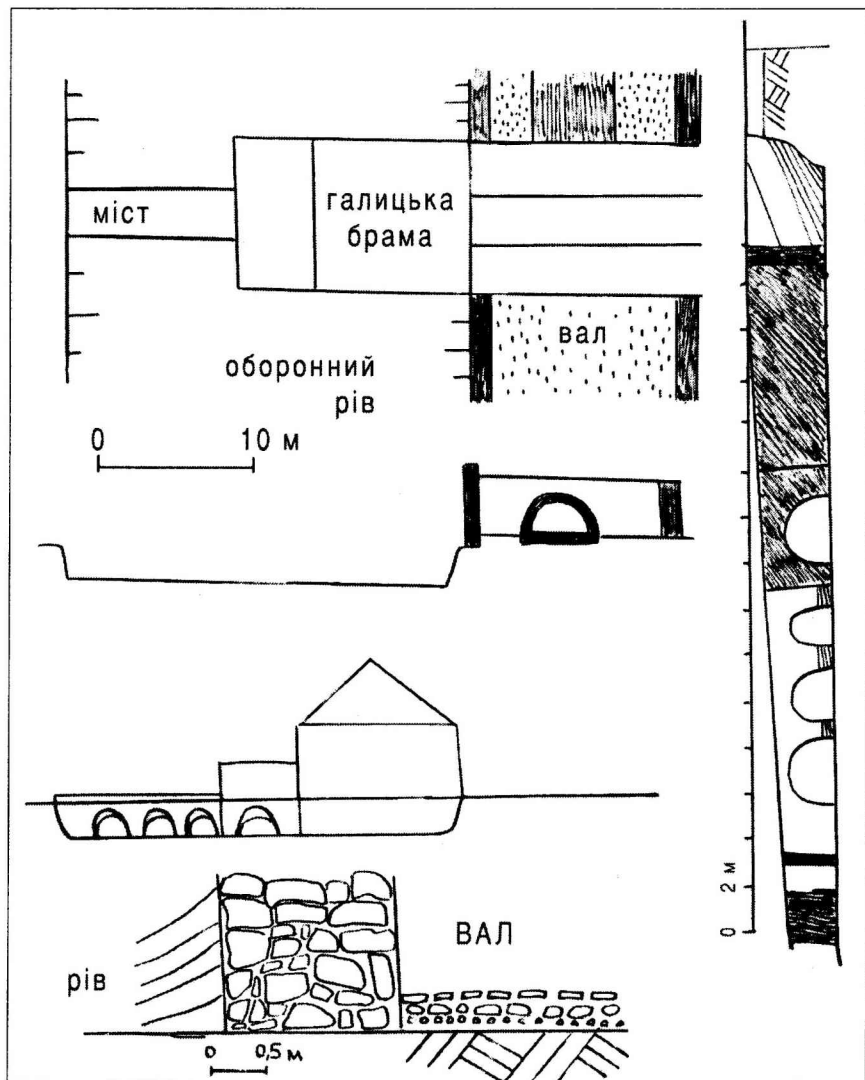 міст
галицька
брама
вал
оборонний
рів
0 10 м
0 2 м
ВАЛ
рів
0 0,5 м